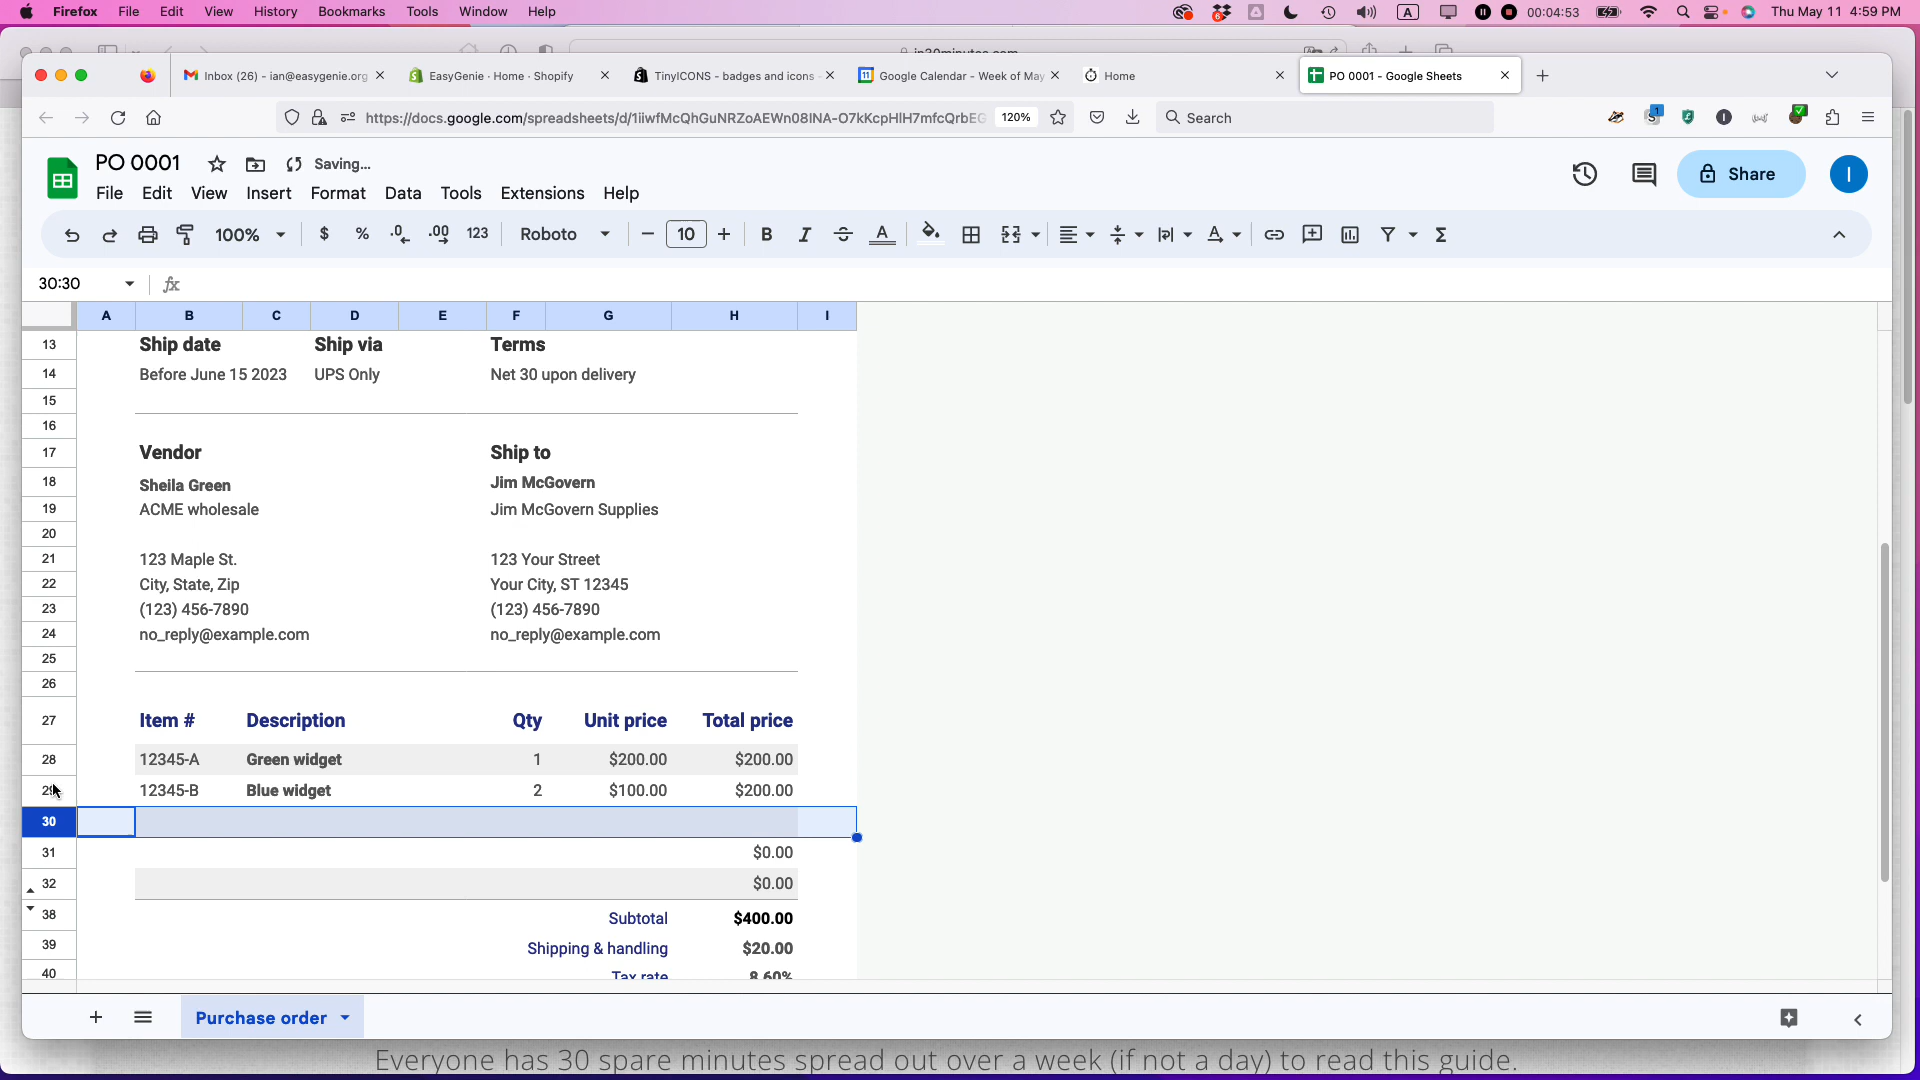 Firefox File Edit View History Bookmarks Tools Window Help 6 A 00:04:53 Thu May 11 4:59 PM
Inbox (26) - ian@easygenie.org EasyGenie · Home · Shopify TinyICONS - badges and icons - Google Calendar - Week of May Home PO 0001 - Google Sheets
https://docs.google.com/spreadsheets/d/1iiwfMcQhGuNRZoAEWn08INA-O7kKcpHlH7mfcQrbEG 120% Search 1
PO 0001 Saving...
File Edit View Insert Format Data Tools Extensions Help Share I
100% $ % .0 .00 123 Roboto 10 B I A
30:30 fx
A B C D E F G H I
13 Ship date Ship via Terms
14 Before June 15 2023 UPS Only Net 30 upon delivery
15
16
17 Vendor Ship to
18 Sheila Green Jim McGovern
19 ACME wholesale Jim McGovern Supplies
20
21 123 Maple St. 123 Your Street
22 City, State, Zip Your City, ST 12345
23 (123) 456-7890 (123) 456-7890
24 no_reply@example.com no_reply@example.com
25
26
27 Item # Description Qty Unit price Total price
28 12345-A Green widget 1 $200.00 $200.00
29 12345-B Blue widget 2 $100.00 $200.00
30
31 $0.00
32 $0.00
38 Subtotal $400.00
39 Shipping & handling $20.00
40 Tax rate 8.60%
Purchase order
Everyone has 30 spare minutes spread out over a week (if not a day) to read this guide.